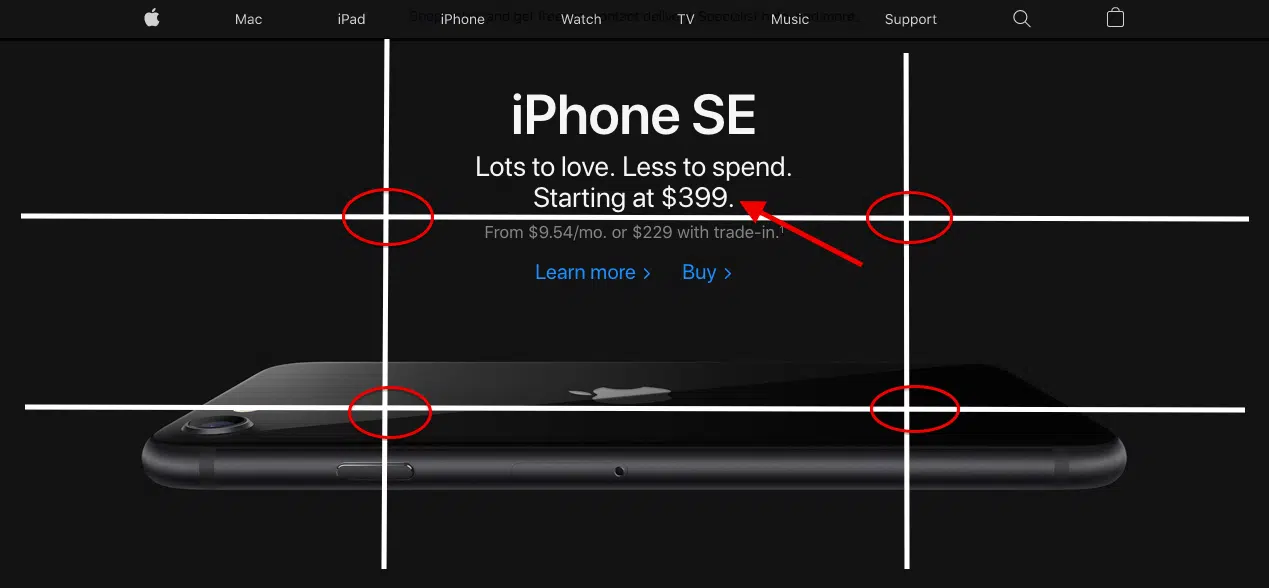 Mac iPad iPhone Watch TV Music Support
iPhone SE
Lots to love. Less to spend.
Starting at $399.
From $9.54/mo. or $229 with trade-in.¹
Learn more > Buy >